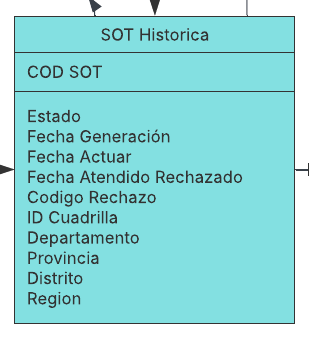 SOT Historica
COD SOT
Estado
Fecha Generación
Fecha Actuar
Fecha Atendido Rechazado
Codigo Rechazo
ID Cuadrilla
Departamento
Provincia
Distrito
Region